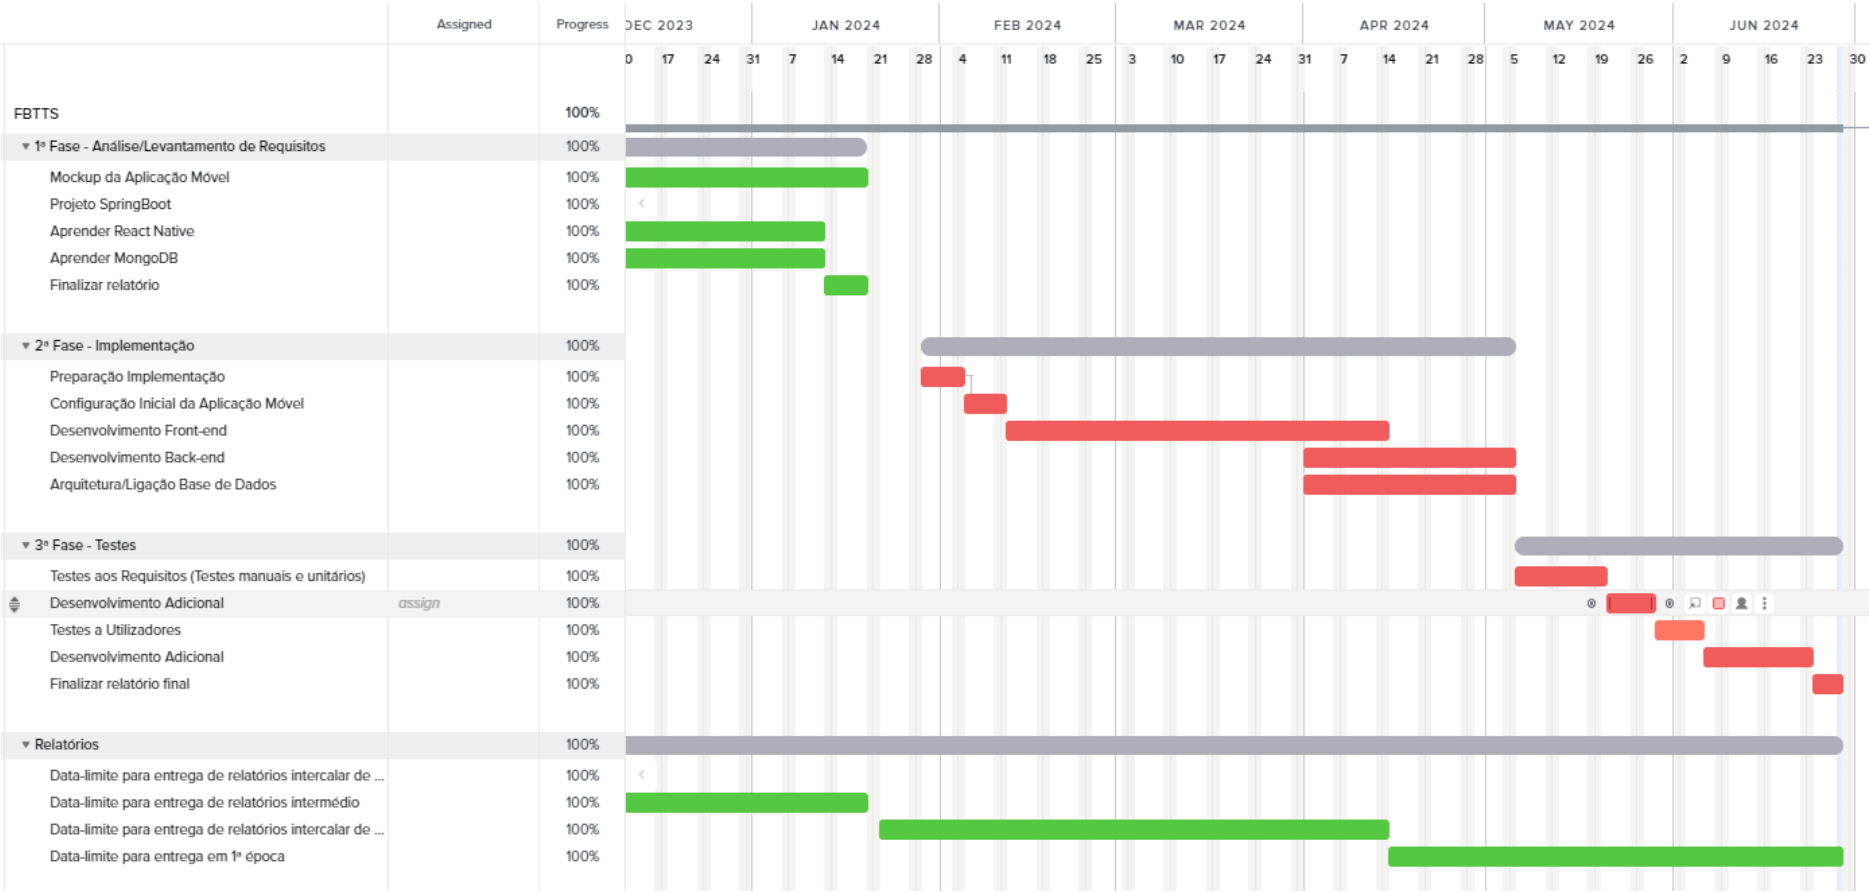 Assigned Progress DEC 2023 JAN 2024 FEB 2024 MAR 2024 APR 2024 MAY 2024 JUN 2024
0 17 24 31 7 14 21 28 4 11 18 25 3 10 17 24 31 7 14 21 28 5 12 19 26 2 9 16 23 30
FBTTS 100%
1ª Fase - Análise/Levantamento de Requisitos 100%
Mockup da Aplicação Móvel 100%
Projeto SpringBoot 100%
Aprender React Native 100%
Aprender MongoDB 100%
Finalizar relatório 100%
2ª Fase - Implementação 100%
Preparação Implementação 100%
Configuração Inicial da Aplicação Móvel 100%
Desenvolvimento Front-end 100%
Desenvolvimento Back-end 100%
Arquitetura/Ligação Base de Dados 100%
3ª Fase - Testes 100%
Testes aos Requisitos (Testes manuais e unitários) 100%
Desenvolvimento Adicional assign 100%
Testes a Utilizadores 100%
Desenvolvimento Adicional 100%
Finalizar relatório final 100%
Relatórios 100%
Data-limite para entrega de relatórios intercalar de ... 100%
Data-limite para entrega de relatórios intermédio 100%
Data-limite para entrega de relatórios intercalar de ... 100%
Data-limite para entrega em 1ª época 100%